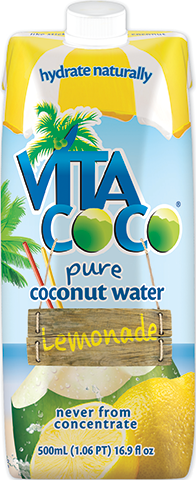 hydrate naturally
VITA
COCO®
pure
coconut water
Lemonade
never from
concentrate
500mL (1.06 PT) 16.9 fl oz